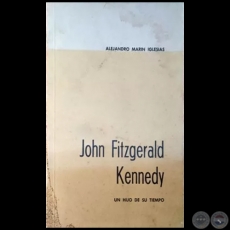 ALEJANDRO MARIN IGLESIAS
John Fitzgerald
Kennedy
UN HIJO DE SU TIEMPO